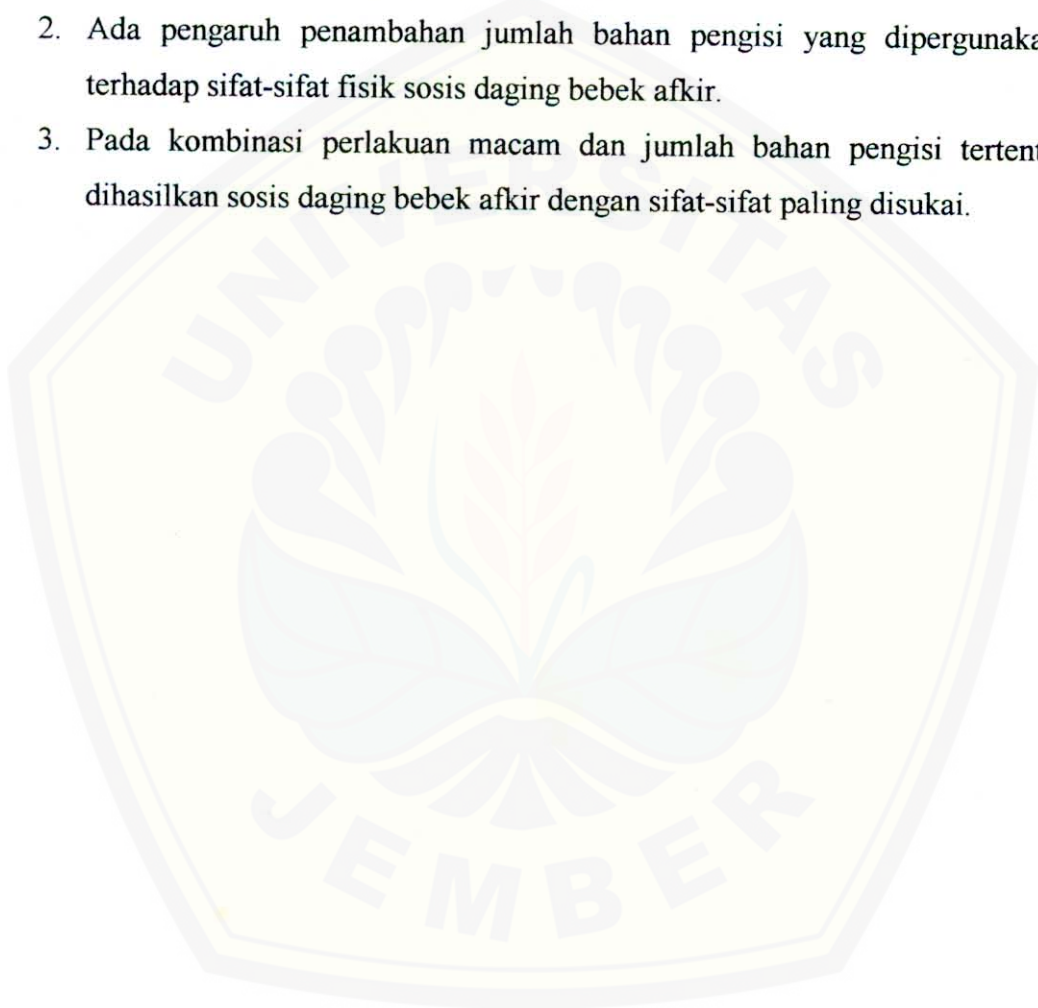 2. Ada pengaruh penambahan jumlah bahan pengisi yang dipergunaka
terhadap sifat-sifat fisik sosis daging bebek afkir.
3. Pada kombinasi perlakuan macam dan jumlah bahan pengisi tertent
dihasilkan sosis daging bebek afkir dengan sifat-sifat paling disukai.
UNIVERSITAS
JEMBER